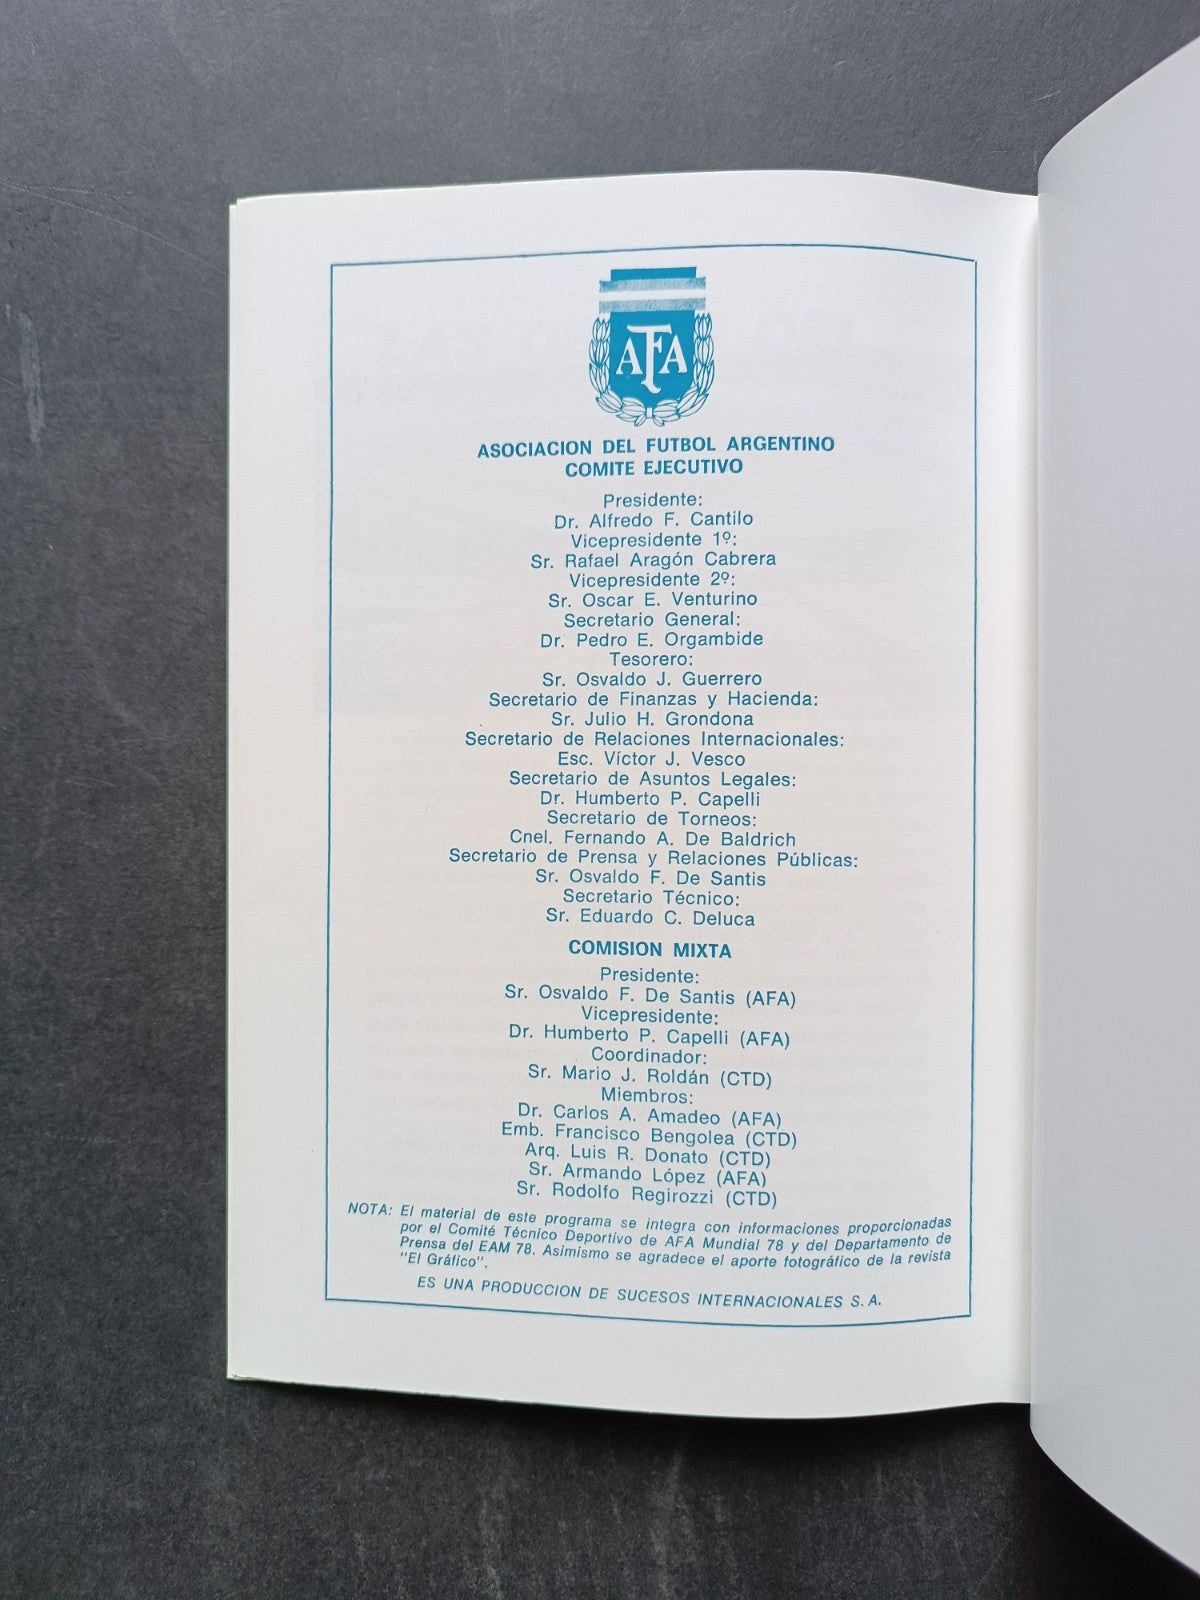 AFA
ASOCIACION DEL FUTBOL ARGENTINO
COMITE EJECUTIVO
Presidente:
Dr. Alfredo F. Cantilo
Vicepresidente 1º:
Sr. Rafael Aragón Cabrera
Vicepresidente 2º:
Sr. Oscar E. Venturino
Secretario General:
Dr. Pedro E. Orgambide
Tesorero:
Sr. Osvaldo J. Guerrero
Secretario de Finanzas y Hacienda:
Sr. Julio H. Grondona
Secretario de Relaciones Internacionales:
Esc. Víctor J. Vesco
Secretario de Asuntos Legales:
Dr. Humberto P. Capelli
Secretario de Torneos:
Cnel. Fernando A. De Baldrich
Secretario de Prensa y Relaciones Públicas:
Sr. Osvaldo F. De Santis
Secretario Técnico:
Sr. Eduardo C. Deluca
COMISION MIXTA
Presidente:
Sr. Osvaldo F. De Santis (AFA)
Vicepresidente:
Dr. Humberto P. Capelli (AFA)
Coordinador:
Sr. Mario J. Roldán (CTD)
Miembros:
Dr. Carlos A. Amadeo (AFA)
Emb. Francisco Bengolea (CTD)
Arq. Luis R. Donato (CTD)
Sr. Armando López (AFA)
Sr. Rodolfo Regirozzi (CTD)
NOTA: El material de este programa se integra con informaciones proporcionadas
por el Comité Técnico Deportivo de AFA Mundial 78 y del Departamento de
Prensa del EAM 78. Asimismo se agradece el aporte fotográfico de la revista
"El Gráfico".
ES UNA PRODUCCION DE SUCESOS INTERNACIONALES S. A.